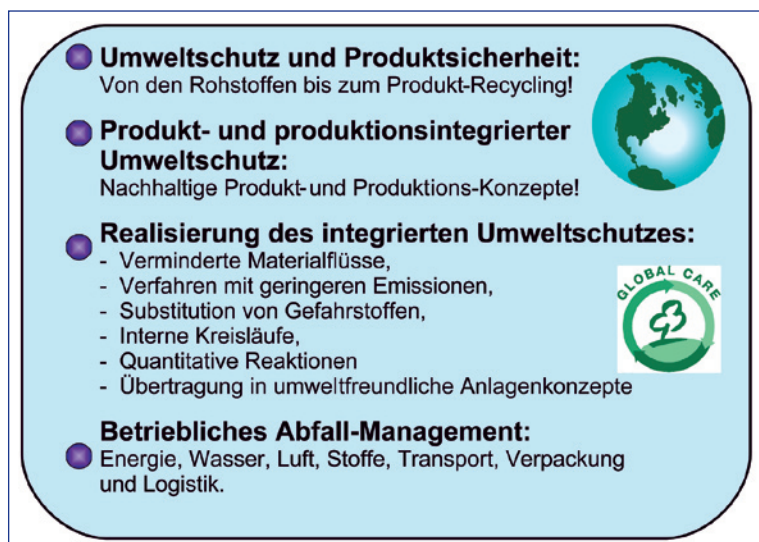 Umweltschutz und Produktsicherheit:
Von den Rohstoffen bis zum Produkt-Recycling!
Produkt- und produktionsintegrierter
Umweltschutz:
Nachhaltige Produkt-und Produktions-Konzepte!
Realisierung des integrierten Umweltschutzes:
- Verminderte Materialflüsse,
- Verfahren mit geringeren Emissionen,
- Substitution von Gefahrstoffen,
- Interne Kreisläufe,
- Quantitative Reaktionen
- Übertragung in umweltfreundliche Anlagenkonzepte
GLOBAL CARE
Betriebliches Abfall-Management:
Energie, Wasser, Luft, Stoffe, Transport, Verpackung
und Logistik.